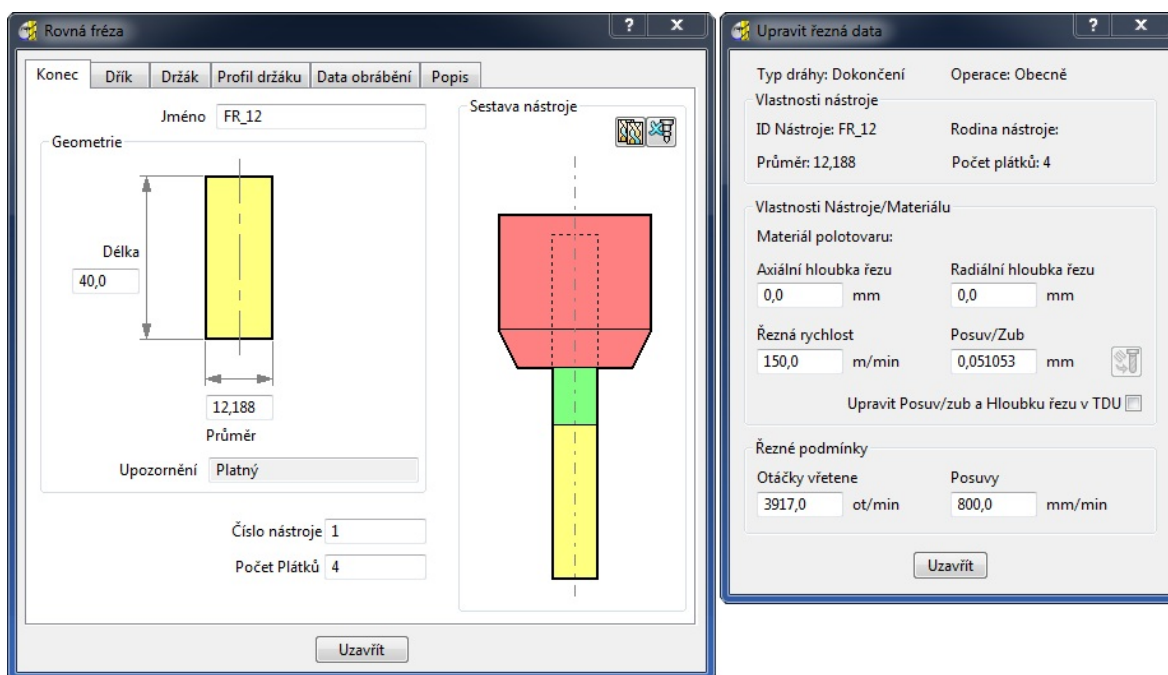 Rovná fréza
Konec Dřík Držák Profil držáku Data obrábění Popis
Jméno FR_12
Geometrie
Délka
40,0
12,188
Průměr
Upozornění Platný
Číslo nástroje 1
Počet Plátků 4
Sestava nástroje
Uzavřít
Upravit řezná data
Typ dráhy: Dokončení Operace: Obecně
Vlastnosti nástroje
ID Nástroje: FR_12 Rodina nástroje:
Průměr: 12,188 Počet plátků: 4
Vlastnosti Nástroje/Materiálu
Materiál polotovaru:
Axiální hloubka řezu Radiální hloubka řezu
0,0 mm 0,0 mm
Řezná rychlost Posuv/Zub
150,0 m/min 0,051053 mm
Upravit Posuv/zub a Hloubku řezu v TDU
Řezné podmínky
Otáčky vřetene Posuvy
3917,0 ot/min 800,0 mm/min
Uzavřít